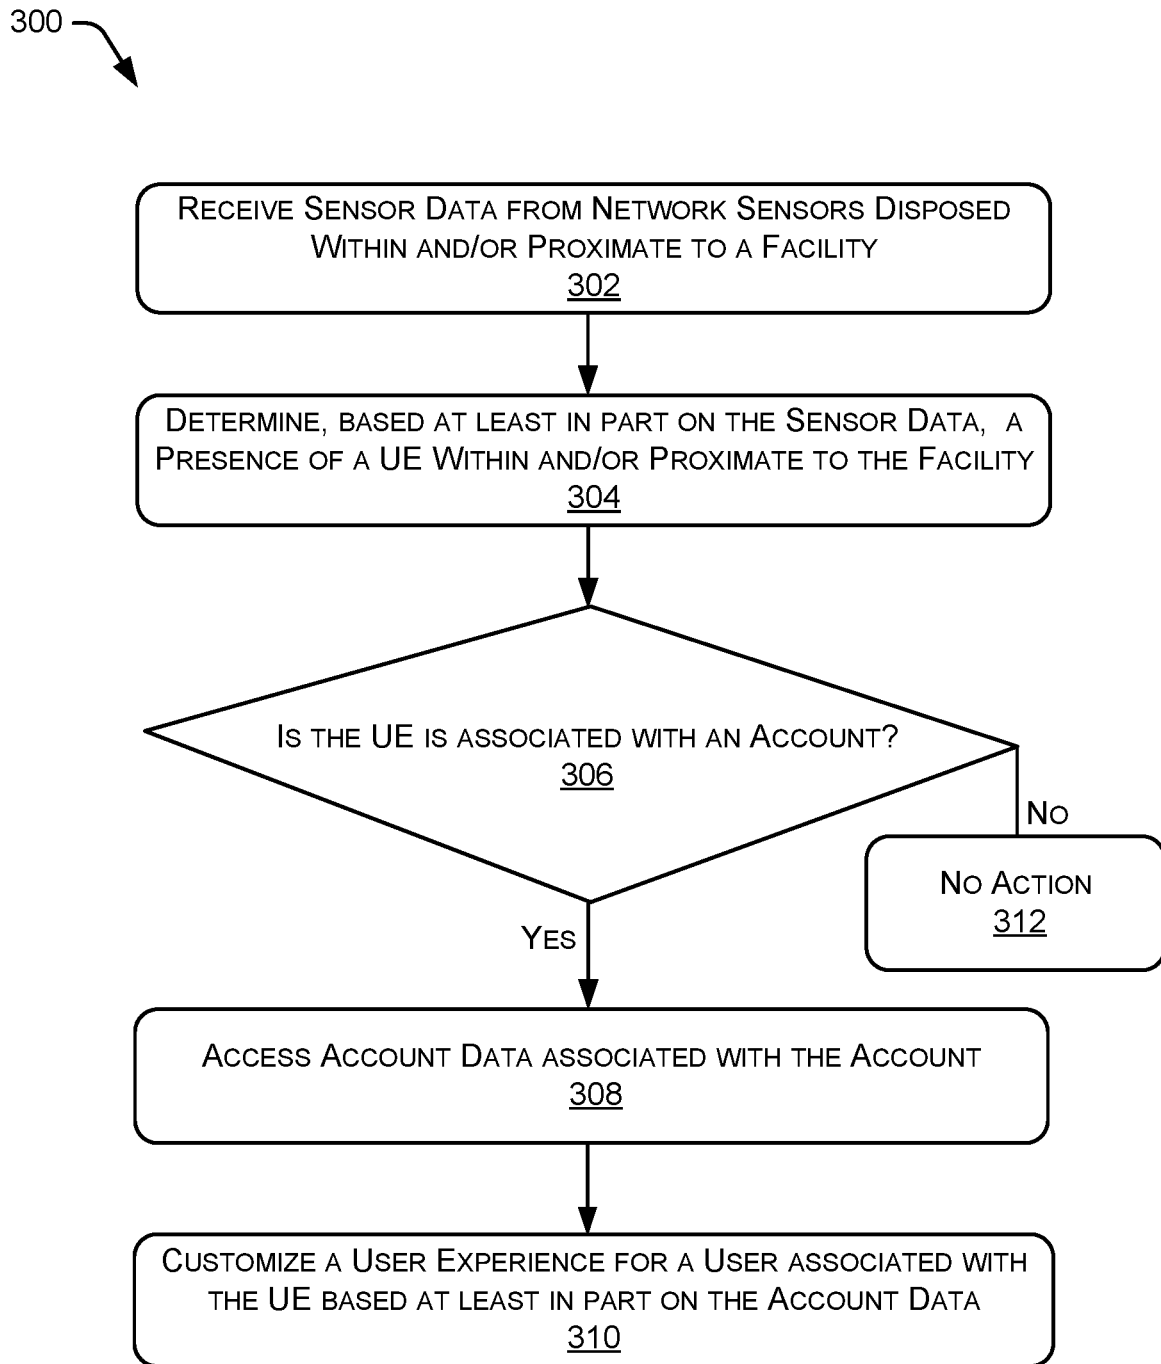 300
RECEIVE SENSOR DATA FROM NETWORK SENSORS DISPOSED
WITHIN AND/OR PROXIMATE TO A FACILITY
302
DETERMINE, BASED AT LEAST IN PART ON THE SENSOR DATA, A
PRESENCE OF A UE WITHIN AND/OR PROXIMATE TO THE FACILITY
304
IS THE UE IS ASSOCIATED WITH AN ACCOUNT?
306
NO
NO ACTION
312
YES
ACCESS ACCOUNT DATA ASSOCIATED WITH THE ACCOUNT
308
CUSTOMIZE A USER EXPERIENCE FOR A USER ASSOCIATED WITH
THE UE BASED AT LEAST IN PART ON THE ACCOUNT DATA
310